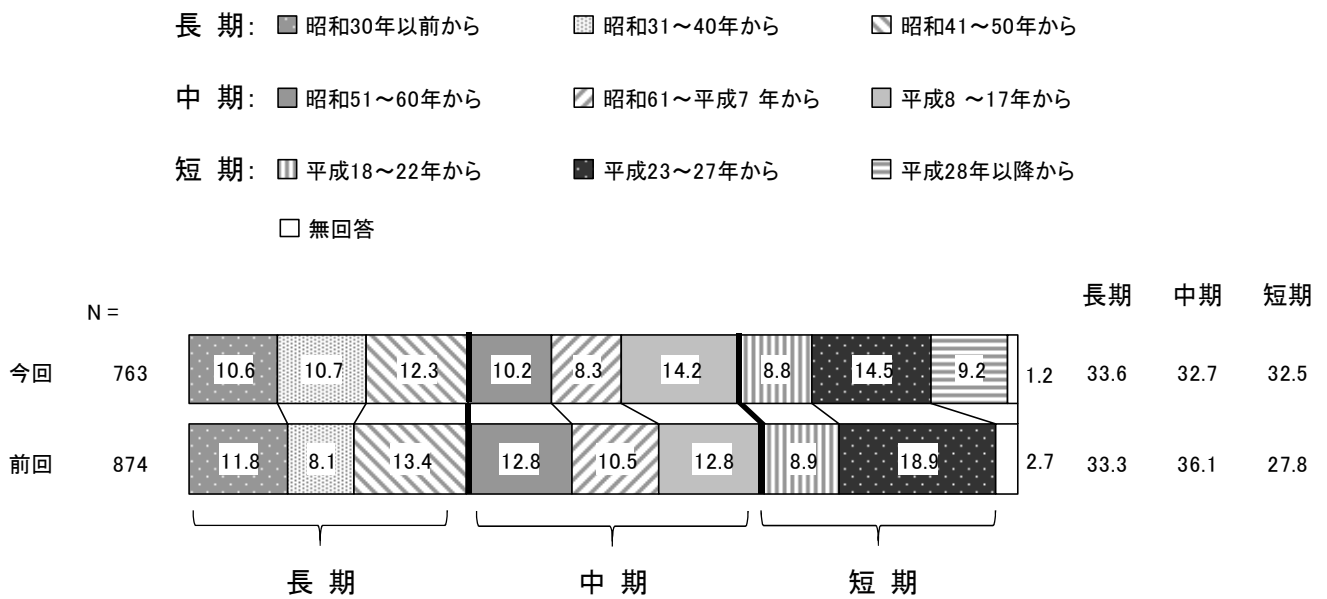 長 期: 昭和30年以前から 昭和31～40年から 昭和41～50年から
中 期: 昭和51～60年から 昭和61～平成7 年から 平成8 ～17年から
短 期: 平成18～22年から 平成23～27年から 平成28年以降から
無回答
長期 中期 短期
N =
今回 763 10.6 10.7 12.3 10.2 8.3 14.2 8.8 14.5 9.2 1.2 33.6 32.7 32.5
前回 874 11.8 8.1 13.4 12.8 10.5 12.8 8.9 18.9 2.7 33.3 36.1 27.8
長 期 中 期 短 期